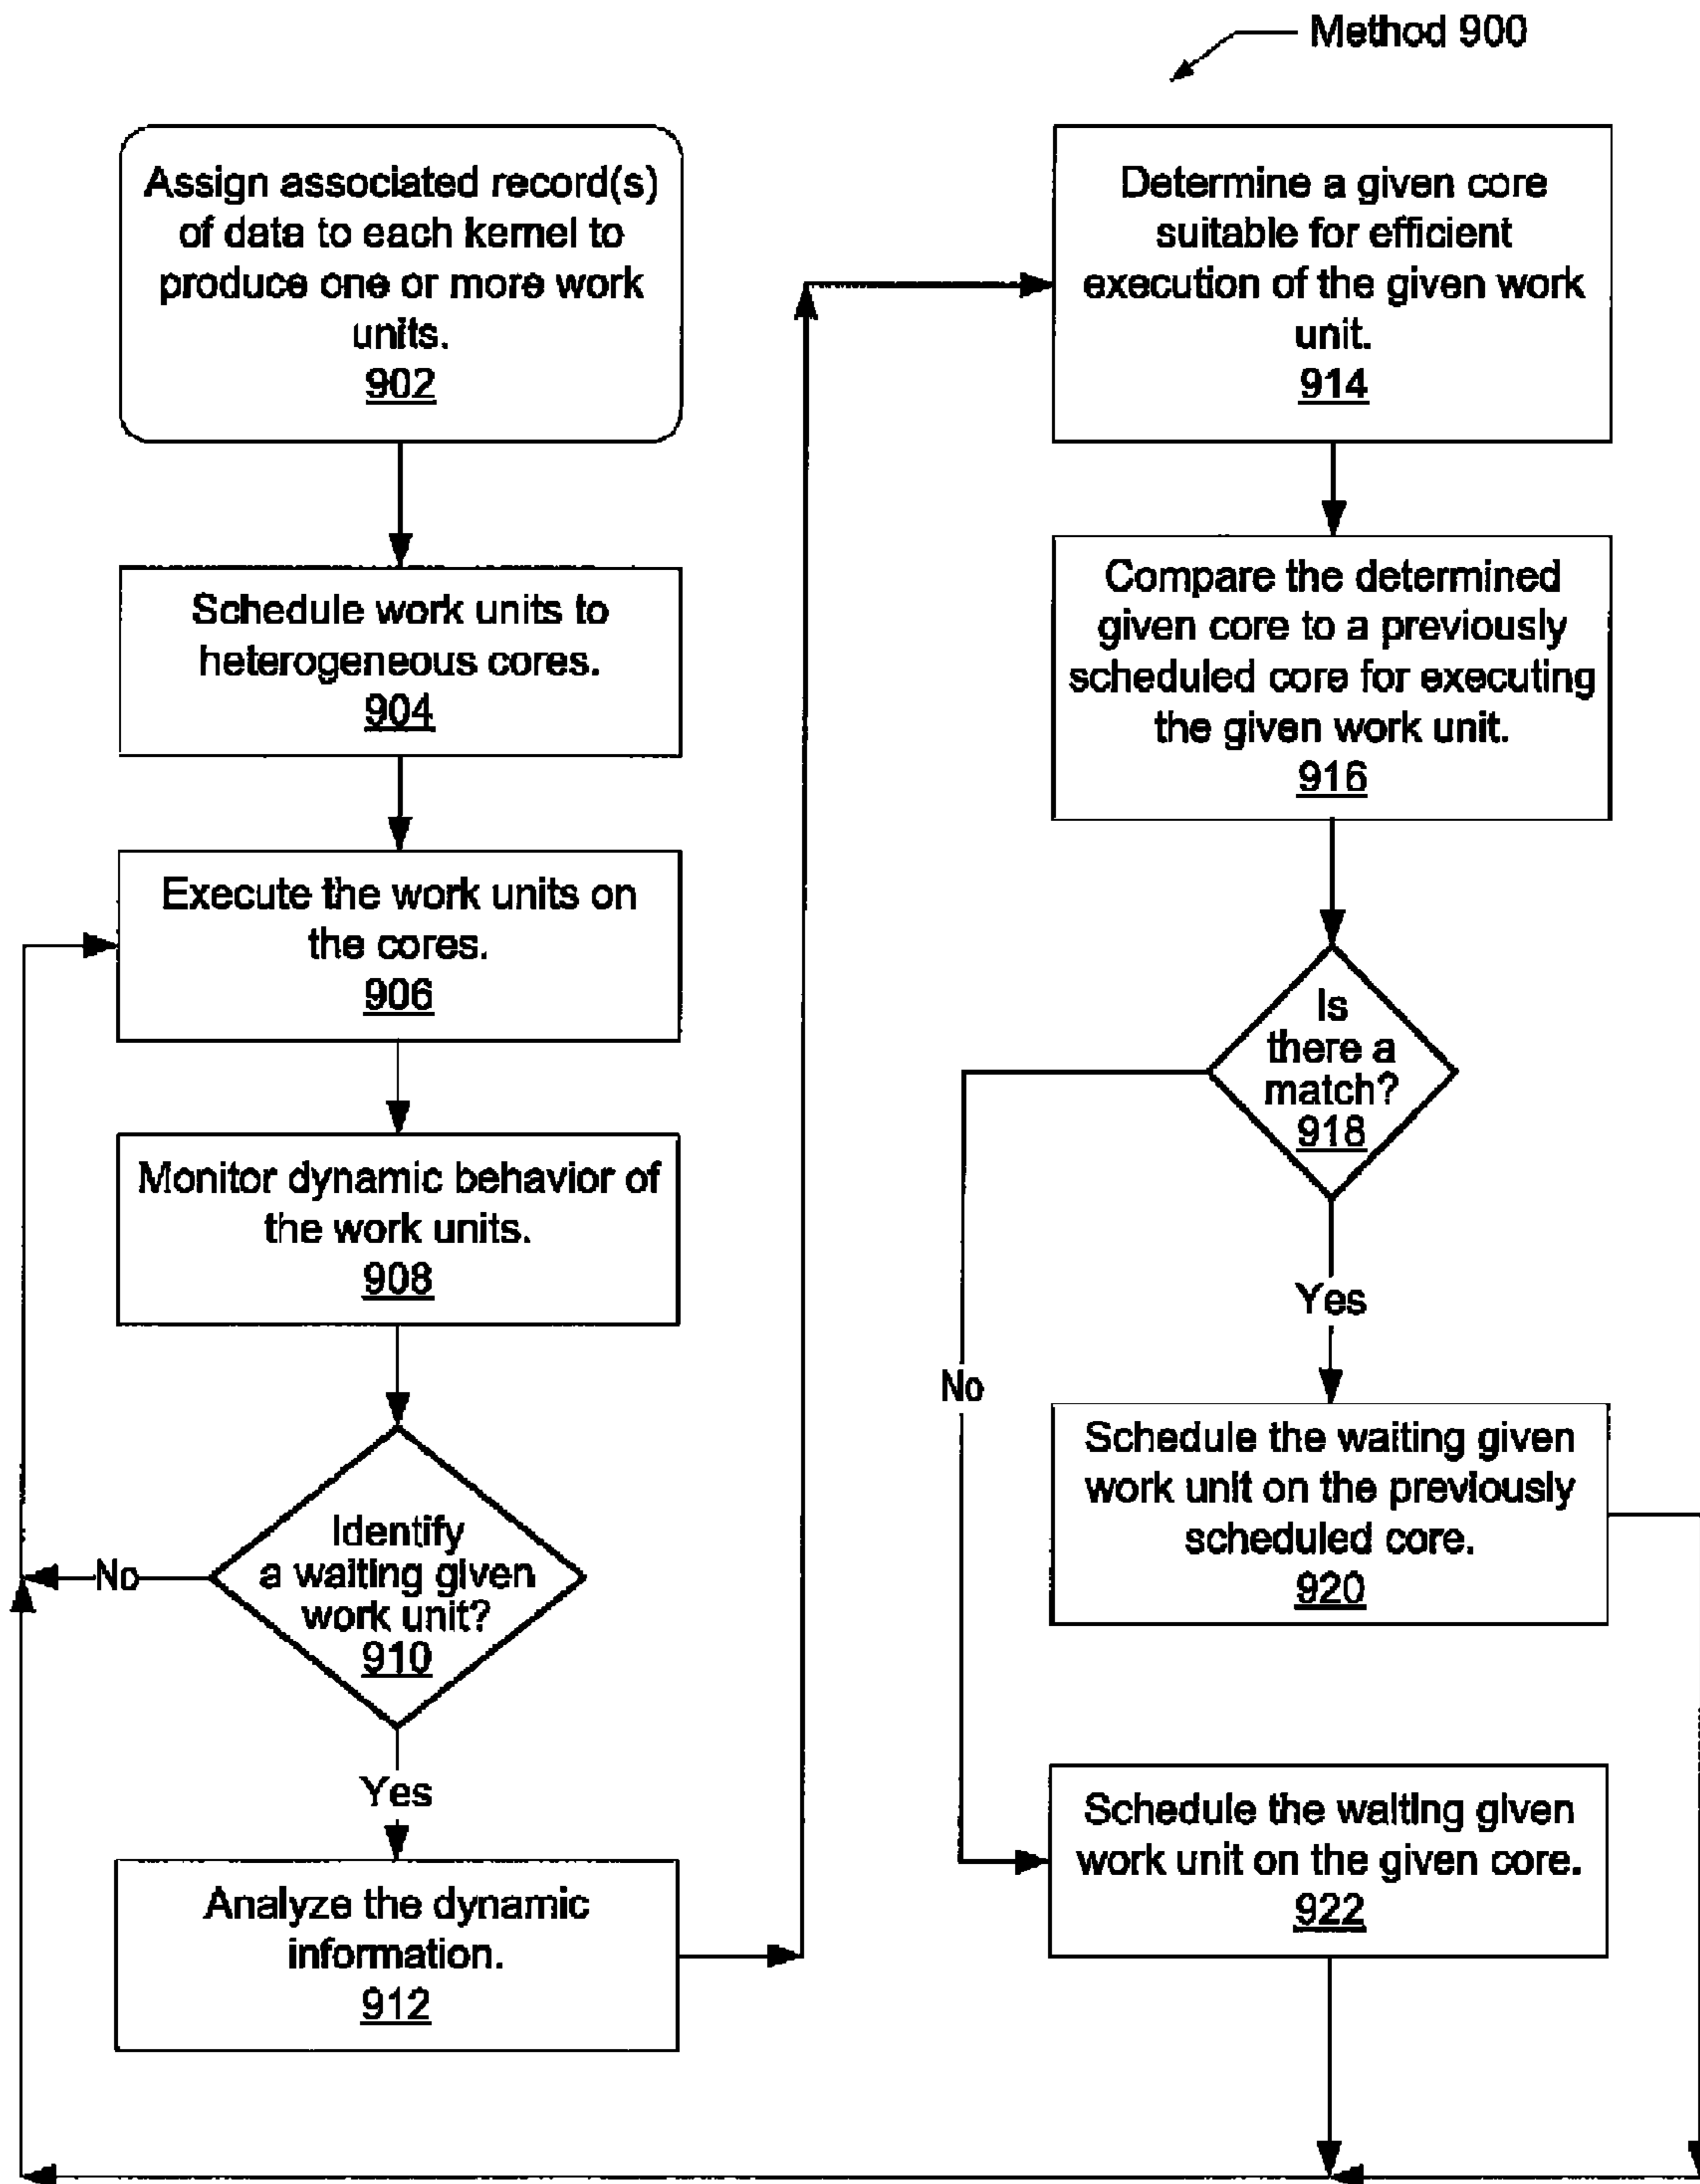 Method 900
Assign associated record(s)
of data to each kernel to
produce one or more work
units.
902
Schedule work units to
heterogeneous cores.
904
Execute the work units on
the cores.
906
Monitor dynamic behavior of
the work units.
908
Identify
a waiting given
work unit?
910
No
Yes
Analyze the dynamic
information.
912
Determine a given core
suitable for efficient
execution of the given work
unit.
914
Compare the determined
given core to a previously
scheduled core for executing
the given work unit.
916
Is
there a
match?
918
Yes
No
Schedule the waiting given
work unit on the previously
scheduled core.
920
Schedule the waiting given
work unit on the given core.
922